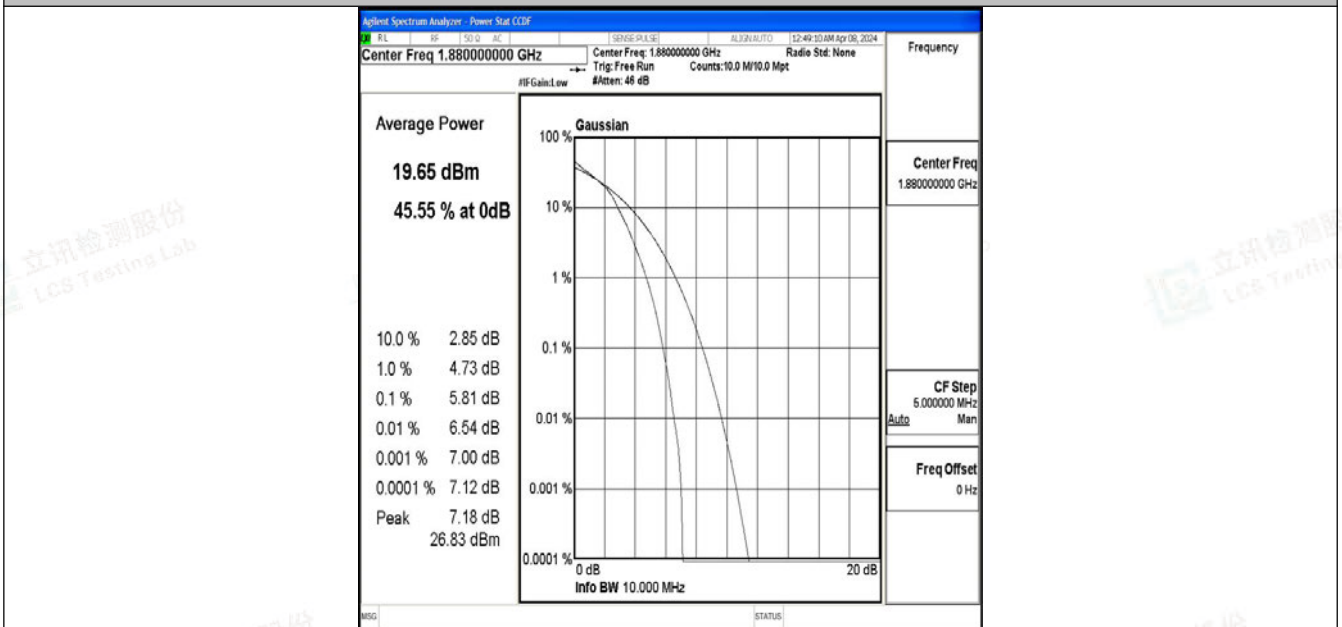 Agilent Spectrum Analyzer - Power Stat CCDF
RL RF 50 Ω AC SENSE:PULSE ALIGN AUTO 12:49:10 AM Apr 08, 2024
Center Freq 1.880000000 GHz
Center Freq: 1.880000000 GHz Radio Std: None
Trig: Free Run Counts:10.0 M/10.0 Mpt
#IFGain:Low #Atten: 46 dB
Average Power
19.65 dBm
45.55 % at 0dB
10.0 % 2.85 dB
1.0 % 4.73 dB
0.1 % 5.81 dB
0.01 % 6.54 dB
0.001 % 7.00 dB
0.0001 % 7.12 dB
Peak 7.18 dB
26.83 dBm
Gaussian
100 %
10 %
1 %
0.1 %
0.01 %
0.001 %
0.0001 %
0 dB 20 dB
Info BW 10.000 MHz
Frequency
Center Freq
1.880000000 GHz
CF Step
5.000000 MHz
Auto Man
Freq Offset
0 Hz
MSG STATUS
立讯检测股份
LCS Testing Lab
立讯检测股
LCS Testing